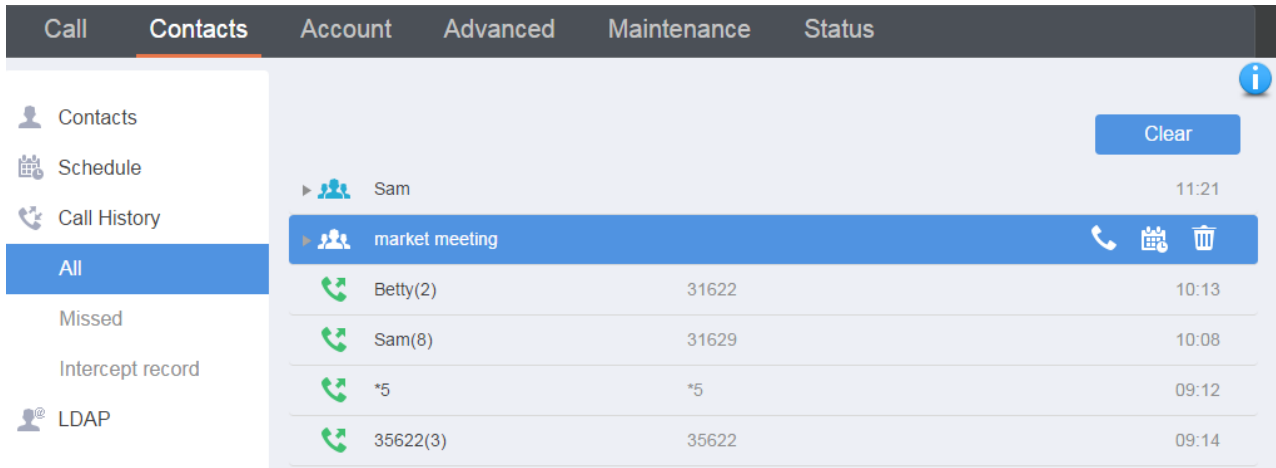 Call Contacts Account Advanced Maintenance Status
i
Contacts
Clear
Schedule
Sam 11:21
Call History
market meeting
All
Betty(2) 31622 10:13
Missed
Sam(8) 31629 10:08
Intercept record
*5 *5 09:12
LDAP
35622(3) 35622 09:14